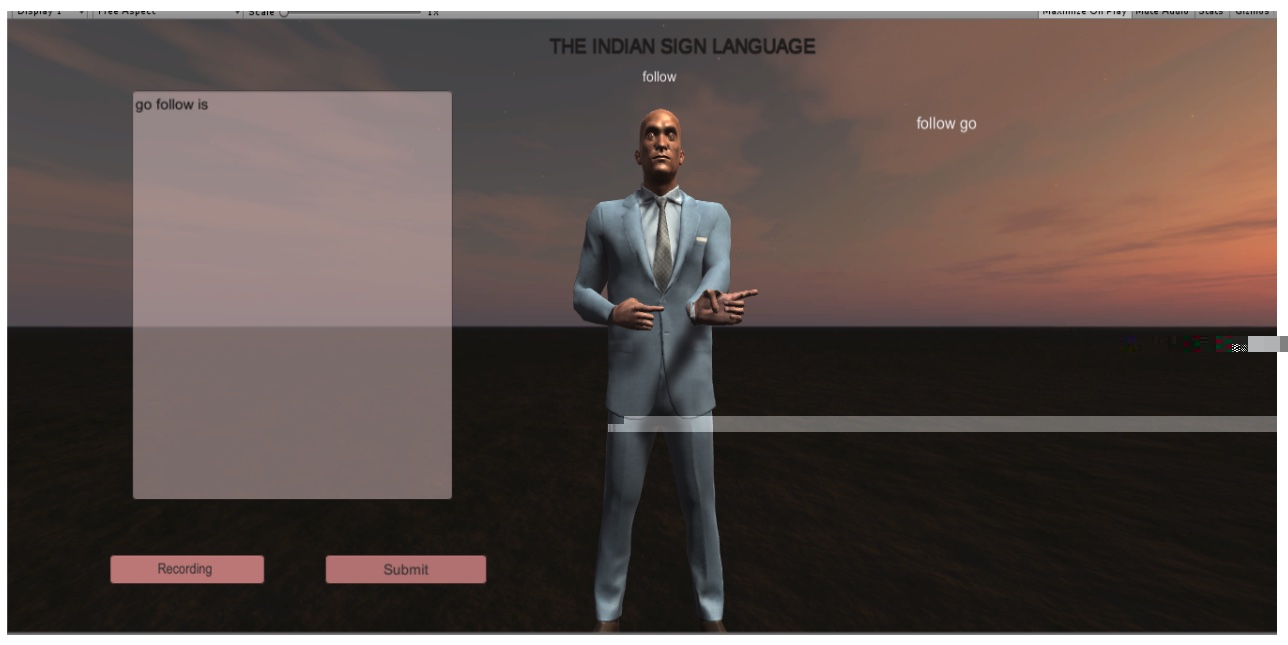 Display 1 Free Aspect Scale 1x Maximize On Play Mute Audio Stats Gizmos
THE INDIAN SIGN LANGUAGE
follow
go follow is
follow go
Recording Submit